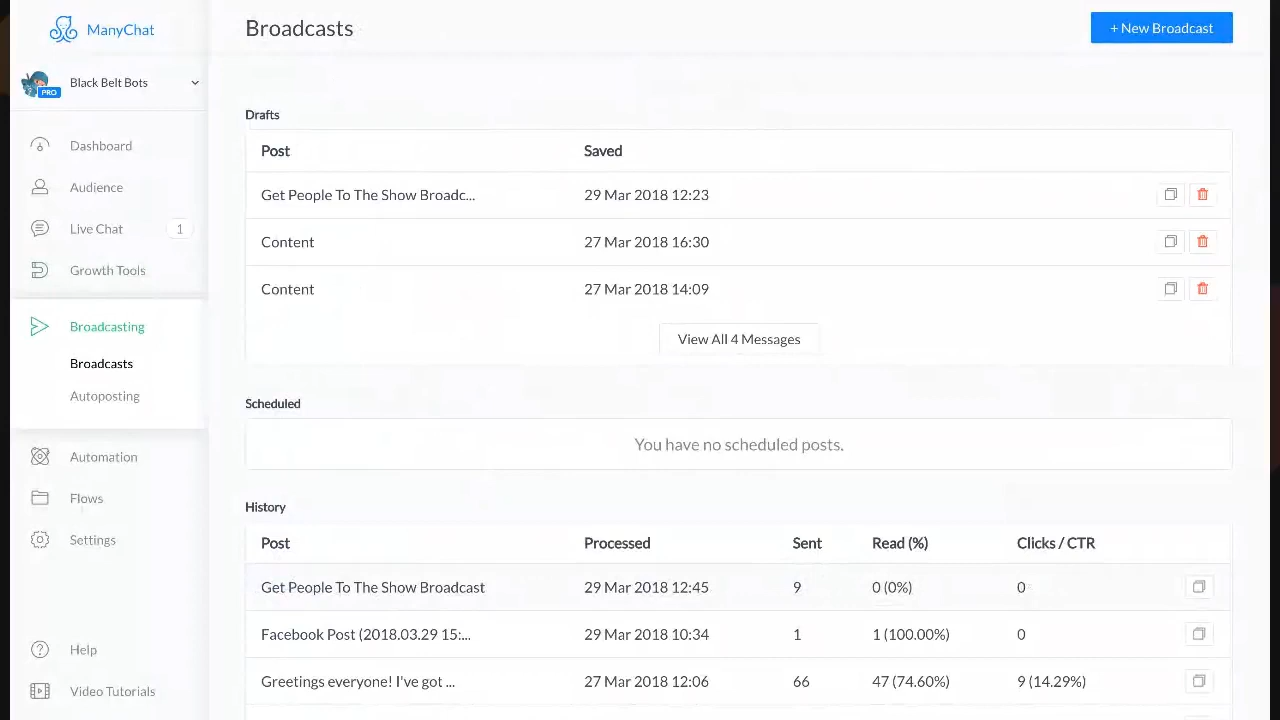 ManyChat
Broadcasts
+ New Broadcast
Black Belt Bots
PRO
Dashboard
Audience
Live Chat 1
Growth Tools
Broadcasting
Broadcasts
Autoposting
Automation
Flows
Settings
Help
Video Tutorials
Drafts
Post Saved
Get People To The Show Broadc... 29 Mar 2018 12:23
Content 27 Mar 2018 16:30
Content 27 Mar 2018 14:09
View All 4 Messages
Scheduled
You have no scheduled posts.
History
Post Processed Sent Read (%) Clicks / CTR
Get People To The Show Broadcast 29 Mar 2018 12:45 9 0 (0%) 0
Facebook Post (2018.03.29 15:... 29 Mar 2018 10:34 1 1 (100.00%) 0
Greetings everyone! I've got ... 27 Mar 2018 12:06 66 47 (74.60%) 9 (14.29%)